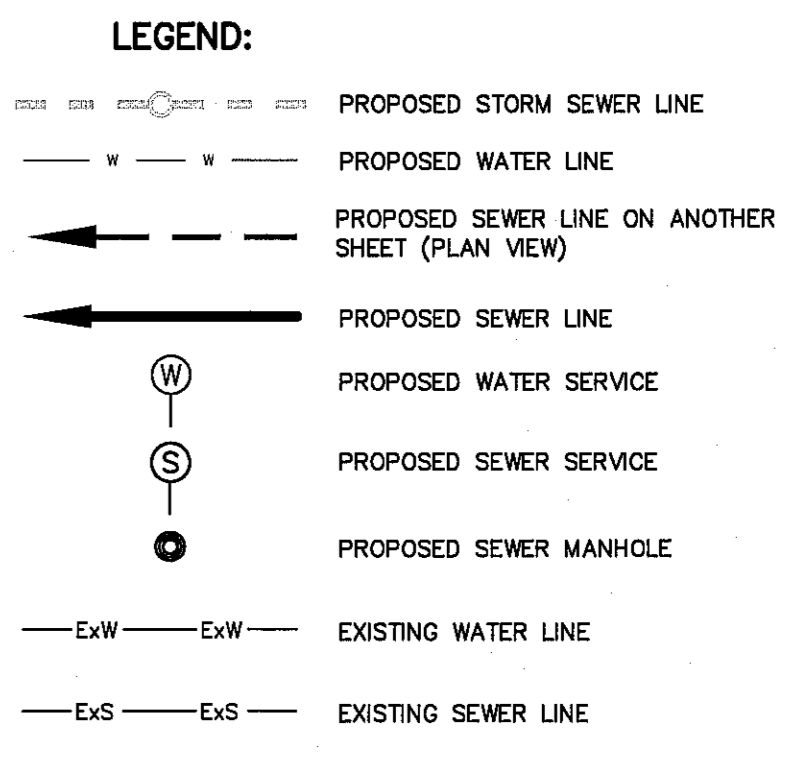 LEGEND:
PROPOSED STORM SEWER LINE
W W PROPOSED WATER LINE
PROPOSED SEWER LINE ON ANOTHER
SHEET (PLAN VIEW)
PROPOSED SEWER LINE
W PROPOSED WATER SERVICE
S PROPOSED SEWER SERVICE
PROPOSED SEWER MANHOLE
ExW ExW EXISTING WATER LINE
ExS ExS EXISTING SEWER LINE